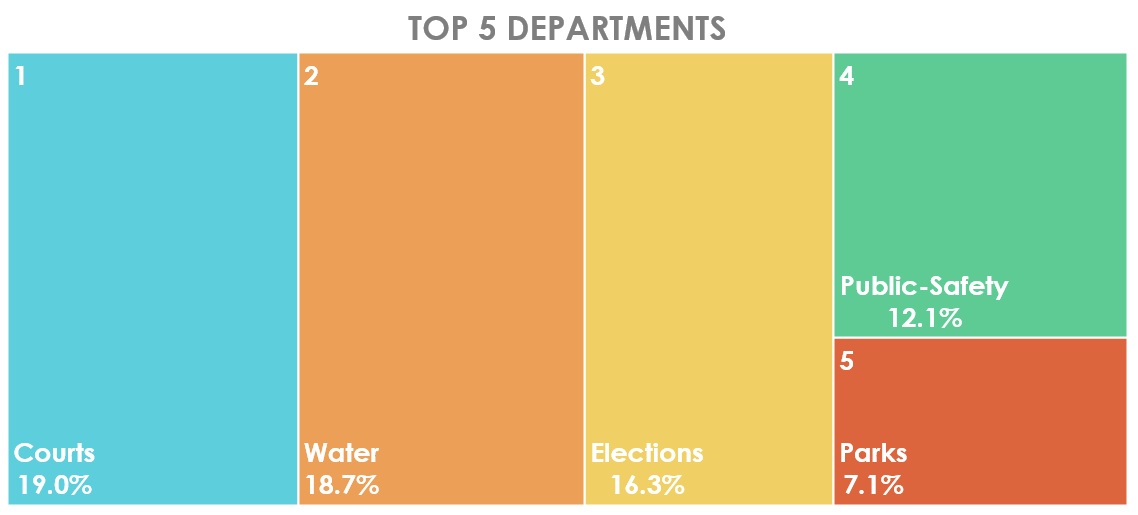 TOP 5 DEPARTMENTS
1
Courts
19.0%
2
Water
18.7%
3
Elections
16.3%
4
Public-Safety
12.1%
5
Parks
7.1%